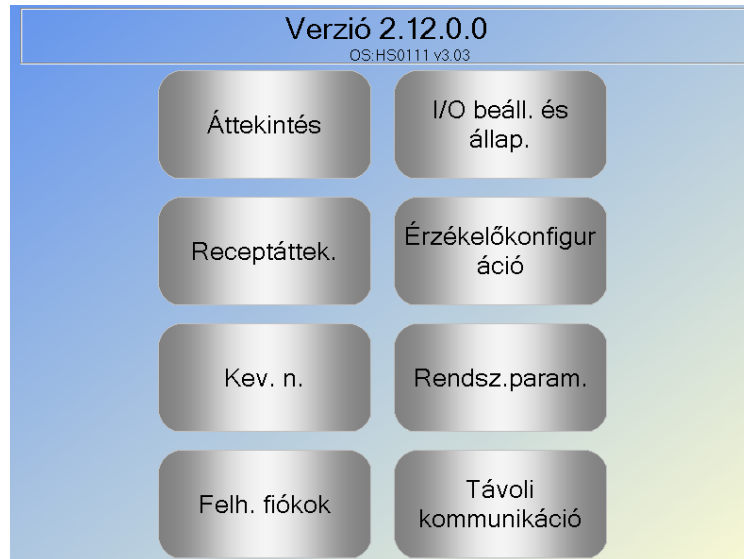 Verzió 2.12.0.0
OS:HS0111 v3.03
Áttekintés
I/O beáll. és
állap.
Receptáttek.
Érzékelőkonfigur
áció
Kev. n.
Rendsz.param.
Felh. fiókok
Távoli
kommunikáció